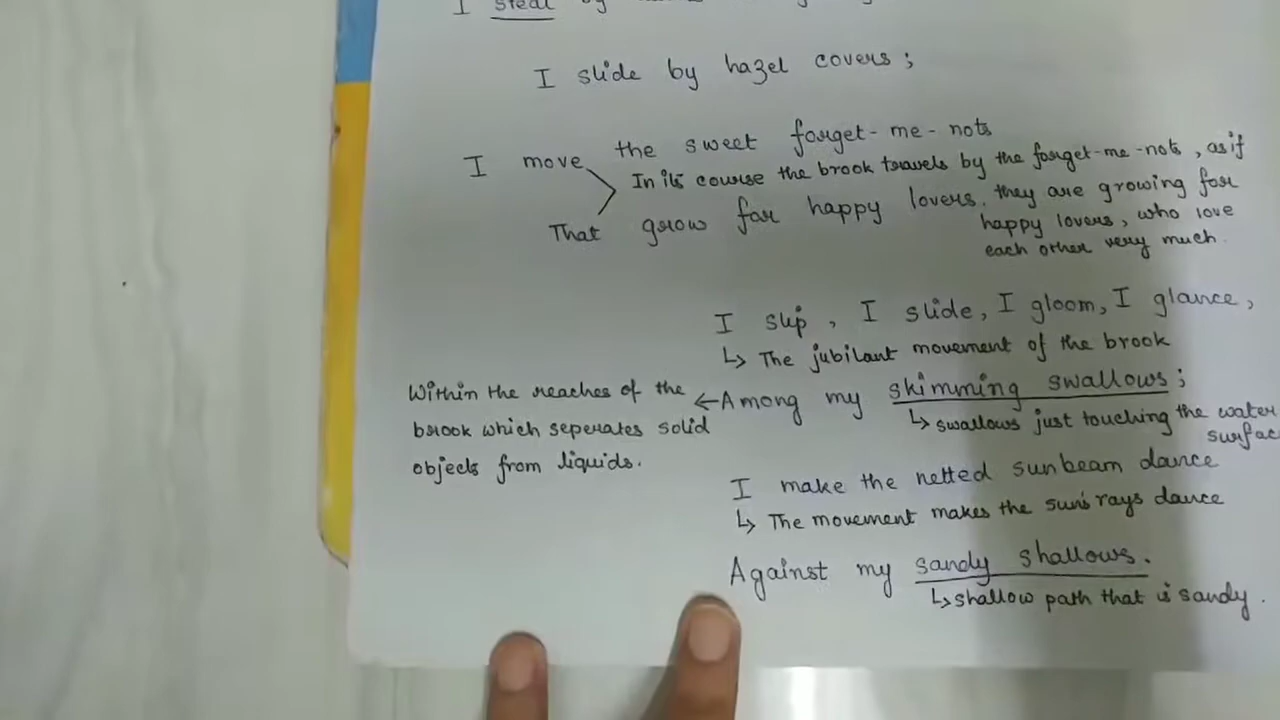 I steal by
I slide by hazel covers;
I move the sweet forget-me-nots
In its course the brook travels by the forget-me-nots, as if
That grow for happy lovers. they are growing for
happy lovers, who love
each other very much.
I slip, I slide, I gloom, I glance,
↳ The jubilant movement of the brook
Within the reaches of the ← Among my skimming swallows;
brook which seperates solid ↳ swallows just touching the water
objects from liquids. surfac
I make the netted sunbeam dance
↳ The movement makes the sun's rays dance
Against my sandy shallows.
↳ shallow path that is sandy.